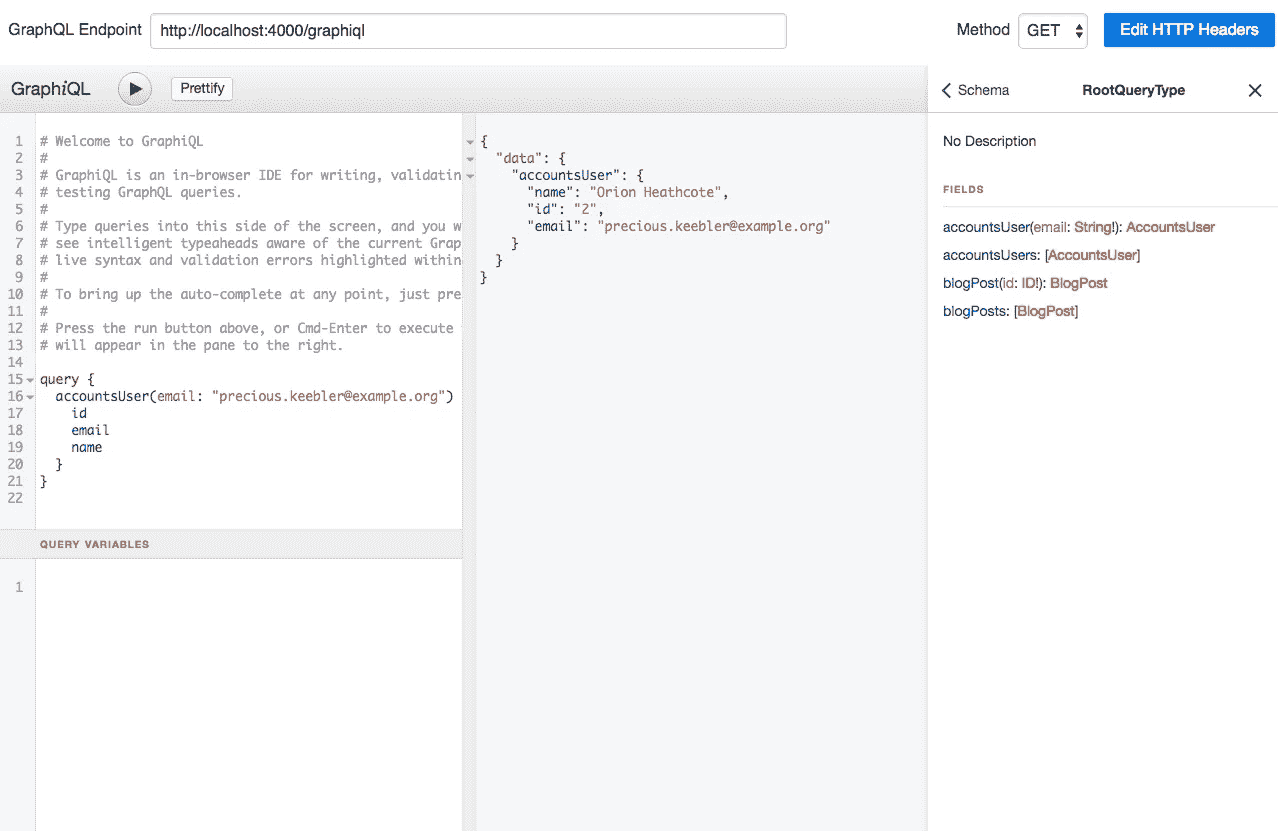 GraphQL Endpoint http://localhost:4000/graphiql Method GET Edit HTTP Headers
GraphiQL Prettify
1 # Welcome to GraphiQL
2 #
3 # GraphiQL is an in-browser IDE for writing, validatin
4 # testing GraphQL queries.
5 #
6 # Type queries into this side of the screen, and you w
7 # see intelligent typeaheads aware of the current Grap
8 # live syntax and validation errors highlighted within
9 #
10 # To bring up the auto-complete at any point, just pre
11 #
12 # Press the run button above, or Cmd-Enter to execute
13 # will appear in the pane to the right.
14
15 query {
16 accountsUser(email: "precious.keebler@example.org")
17 id
18 email
19 name
20 }
21 }
22
QUERY VARIABLES
1
{
"data": {
"accountsUser": {
"name": "Orion Heathcote",
"id": "2",
"email": "precious.keebler@example.org"
}
}
}
Schema RootQueryType
No Description
FIELDS
accountsUser(email: String!): AccountsUser
accountsUsers: [AccountsUser]
blogPost(id: ID!): BlogPost
blogPosts: [BlogPost]